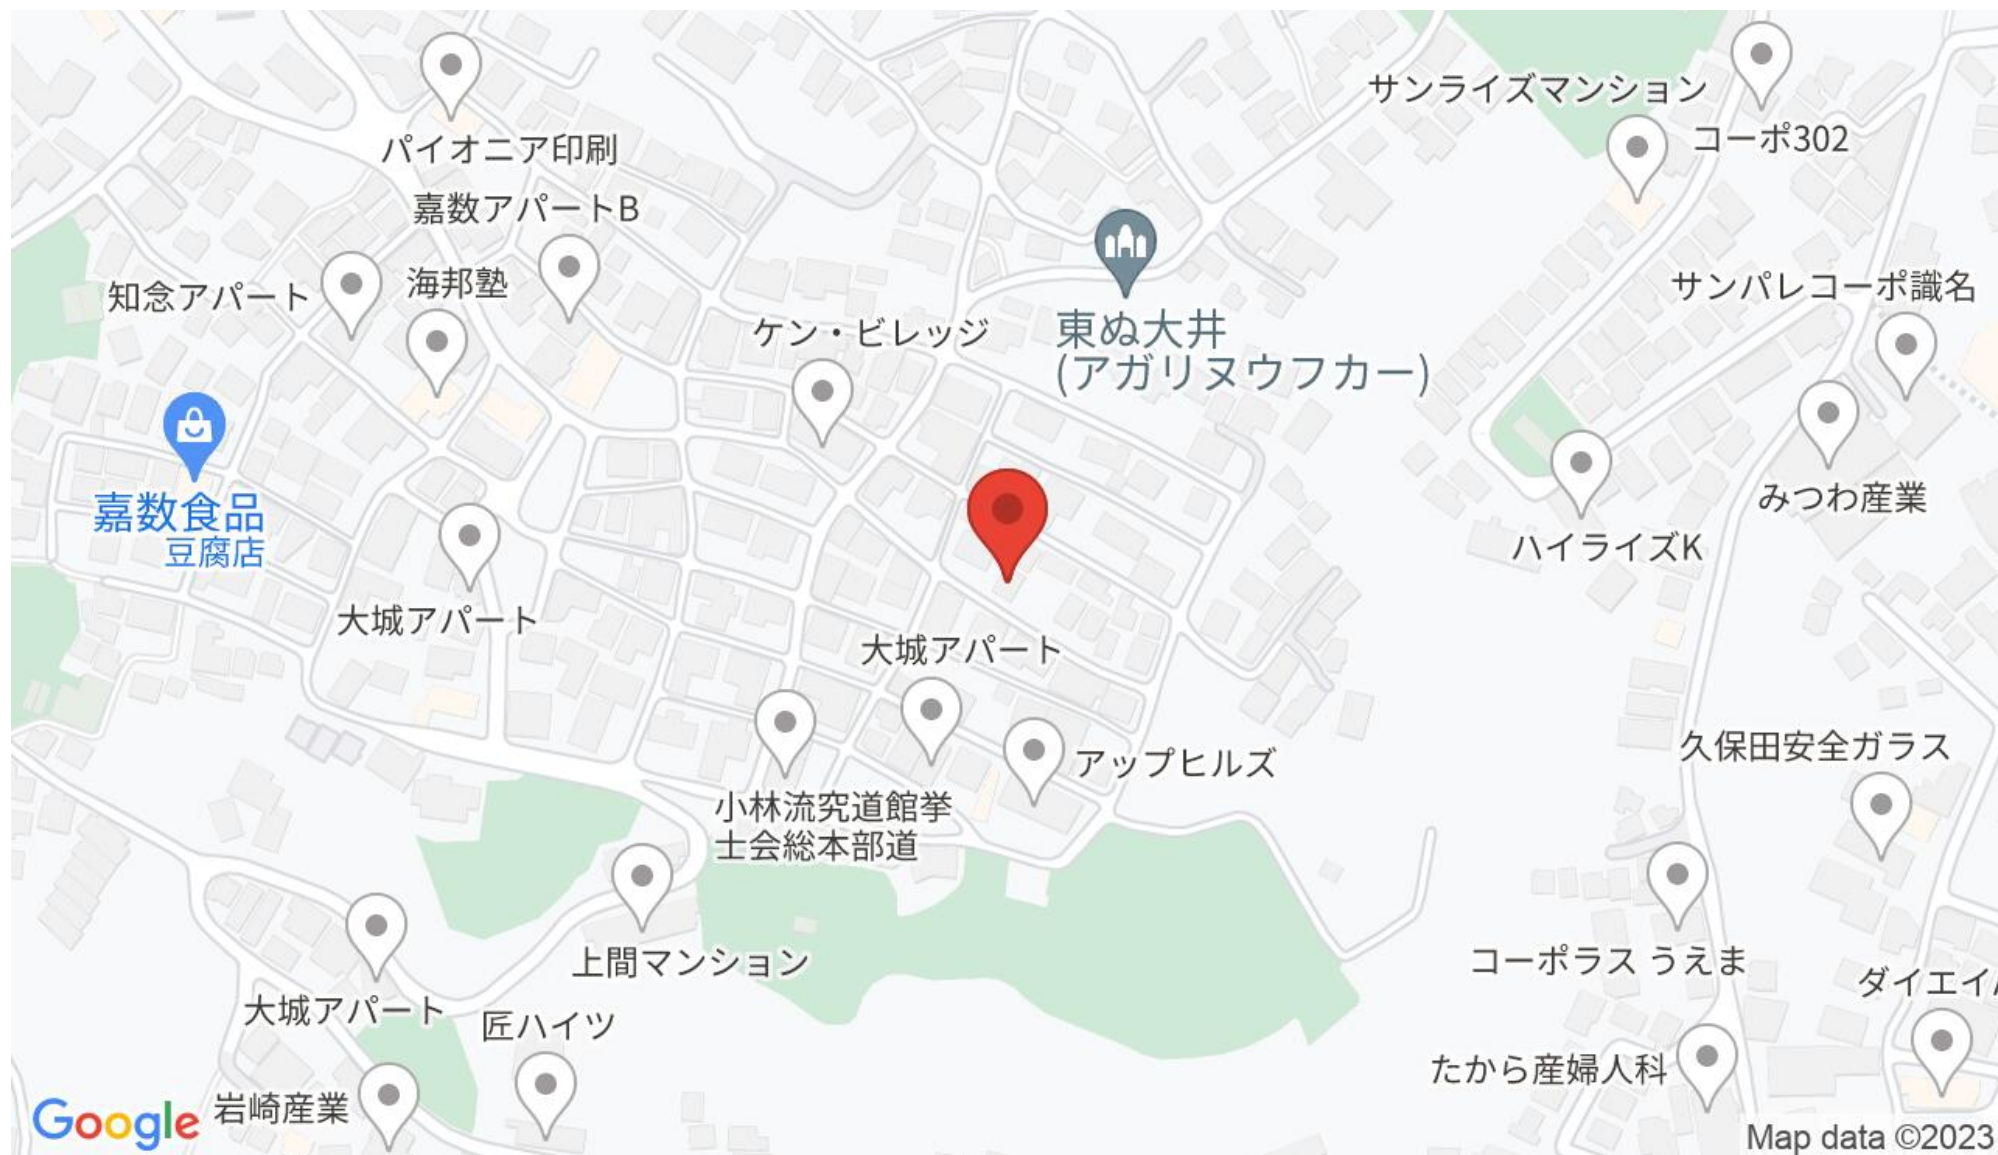 サンライズマンション
コーポ302
パイオニア印刷
嘉数アパートB
知念アパート
海邦塾
ケン・ビレッジ
東ぬ大井
(アガリヌウフカー)
サンパレコーポ識名
嘉数食品
豆腐店
みつわ産業
ハイライズK
大城アパート
大城アパート
久保田安全ガラス
アップヒルズ
小林流究道館挙
士会総本部道
上間マンション
コーポラス うえま
ダイエイ
大城アパート
匠ハイツ
たから産婦人科
岩崎産業
Google
Map data ©2023